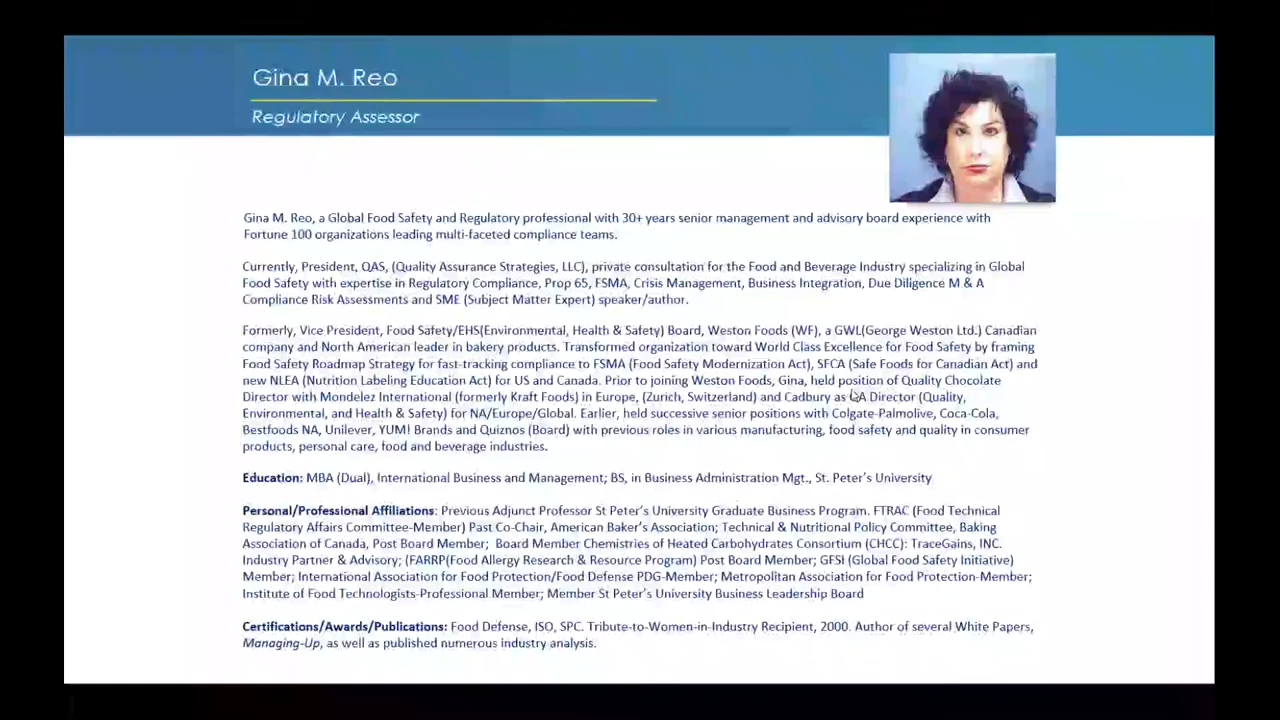 Gina M. Reo
Regulatory Assessor
Gina M. Reo, a Global Food Safety and Regulatory professional with 30+ years senior management and advisory board experience with
Fortune 100 organizations leading multi-faceted compliance teams.
Currently, President, QAS, (Quality Assurance Strategies, LLC), private consultation for the Food and Beverage Industry specializing in Global
Food Safety with expertise in Regulatory Compliance, Prop 65, FSMA, Crisis Management, Business Integration, Due Diligence M & A
Compliance Risk Assessments and SME (Subject Matter Expert) speaker/author.
Formerly, Vice President, Food Safety/EHS(Environmental, Health & Safety) Board, Weston Foods (WF), a GWL(George Weston Ltd.) Canadian
company and North American leader in bakery products. Transformed organization toward World Class Excellence for Food Safety by framing
Food Safety Roadmap Strategy for fast-tracking compliance to FSMA (Food Safety Modernization Act), SFCA (Safe Foods for Canadian Act) and
new NLEA (Nutrition Labeling Education Act) for US and Canada. Prior to joining Weston Foods, Gina, held position of Quality Chocolate
Director with Mondelez International (formerly Kraft Foods) in Europe, (Zurich, Switzerland) and Cadbury as QA Director (Quality,
Environmental, and Health & Safety) for NA/Europe/Global. Earlier, held successive senior positions with Colgate-Palmolive, Coca-Cola,
Bestfoods NA, Unilever, YUM! Brands and Quiznos (Board) with previous roles in various manufacturing, food safety and quality in consumer
products, personal care, food and beverage industries.
Education: MBA (Dual), International Business and Management; BS, in Business Administration Mgt., St. Peter's University
Personal/Professional Affiliations: Previous Adjunct Professor St Peter's University Graduate Business Program. FTRAC (Food Technical
Regulatory Affairs Committee-Member) Past Co-Chair, American Baker's Association; Technical & Nutritional Policy Committee, Baking
Association of Canada, Post Board Member; Board Member Chemistries of Heated Carbohydrates Consortium (CHCC): TraceGains, INC.
Industry Partner & Advisory; (FARRP(Food Allergy Research & Resource Program) Post Board Member; GFSI (Global Food Safety Initiative)
Member; International Association for Food Protection/Food Defense PDG-Member; Metropolitan Association for Food Protection-Member;
Institute of Food Technologists-Professional Member; Member St Peter's University Business Leadership Board
Certifications/Awards/Publications: Food Defense, ISO, SPC. Tribute-to-Women-in-Industry Recipient, 2000. Author of several White Papers,
Managing-Up, as well as published numerous industry analysis.